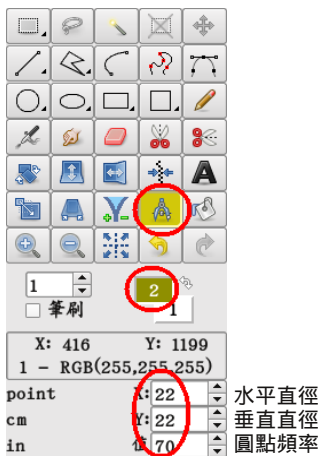 A
1 2
筆刷 1
X: 416 Y: 1199
1 - RGB(255,255,255)
point X: 22 水平直徑
cm Y: 22 垂直直徑
in 值 70 圓點頻率